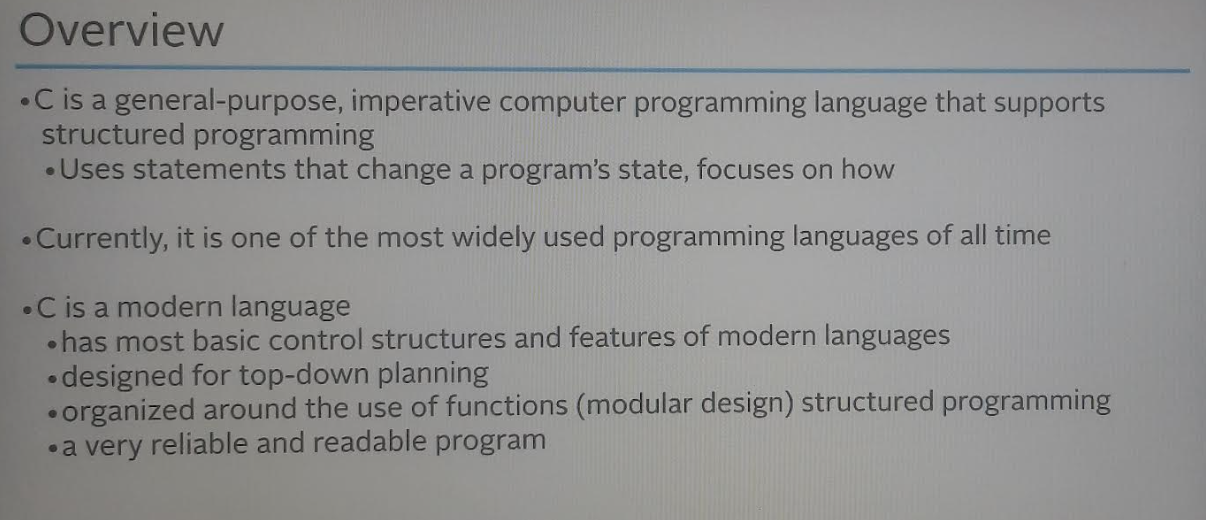 Overview
•C is a general-purpose, imperative computer programming language that supports
structured programming
•Uses statements that change a program's state, focuses on how
•Currently, it is one of the most widely used programming languages of all time
•C is a modern language
•has most basic control structures and features of modern languages
•designed for top-down planning
•organized around the use of functions (modular design) structured programming
•a very reliable and readable program